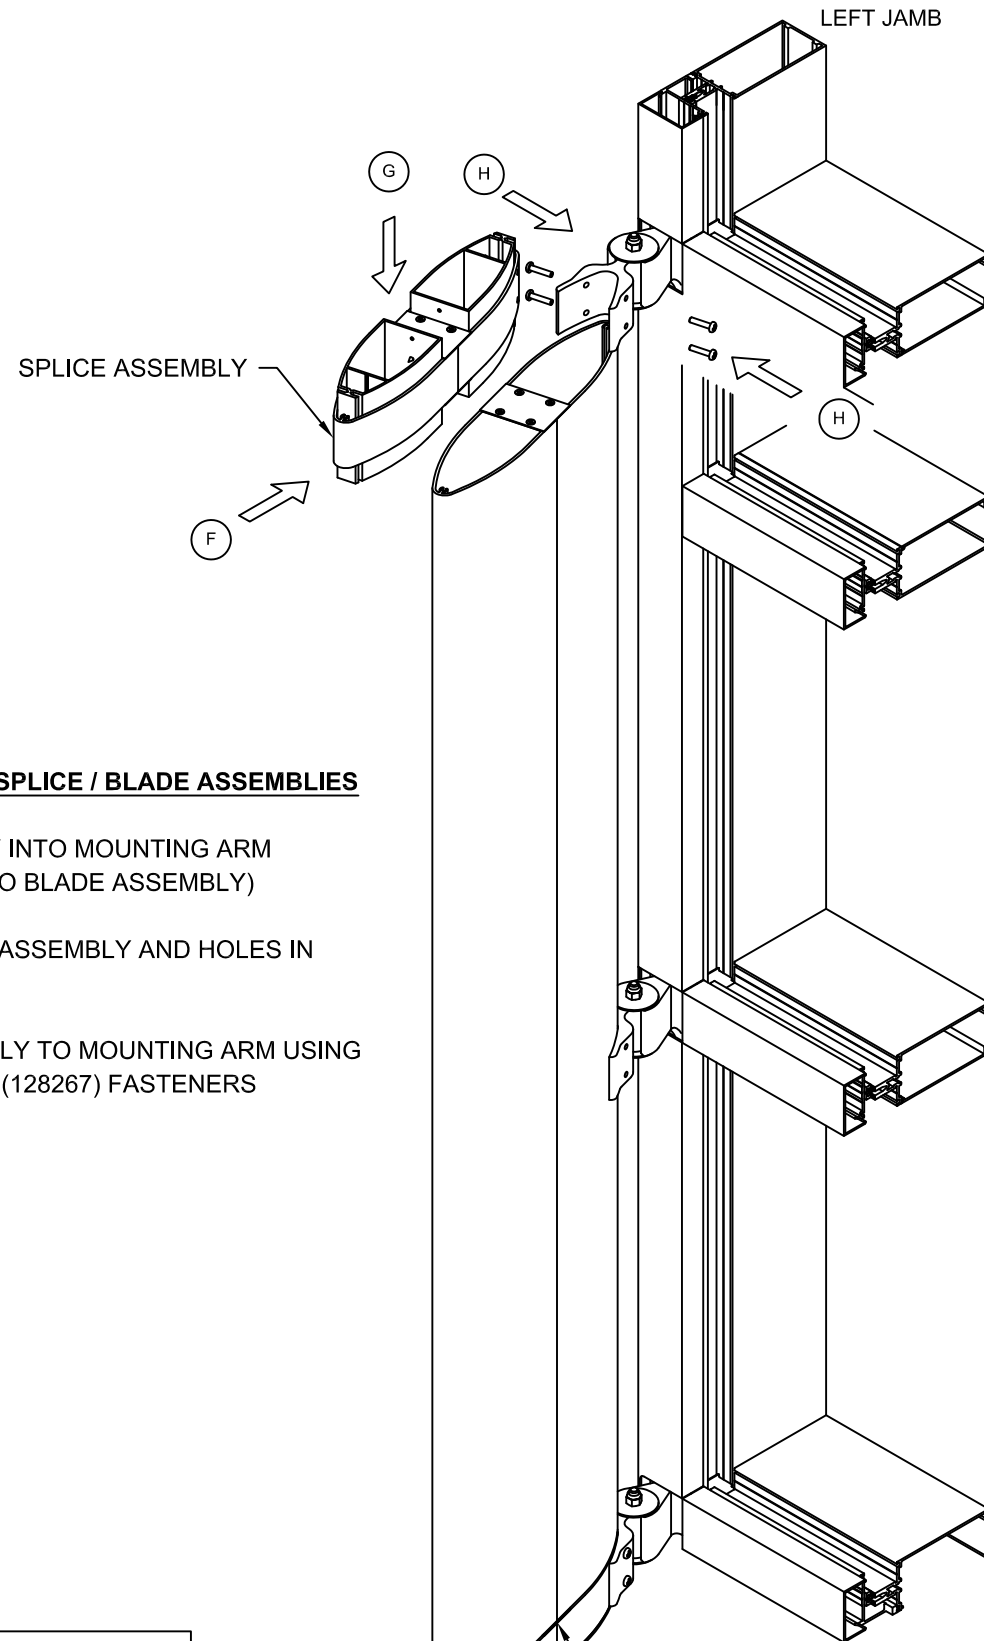 LEFT JAMB
G
H
SPLICE ASSEMBLY
H
F
SPLICE / BLADE ASSEMBLIES
INTO MOUNTING ARM
O BLADE ASSEMBLY)
ASSEMBLY AND HOLES IN
LY TO MOUNTING ARM USING
(128267) FASTENERS